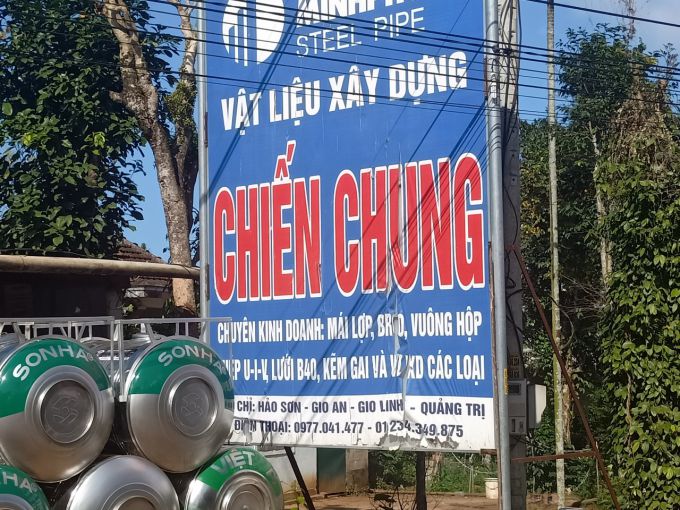 STEEL PIPE
VẬT LIỆU XÂY DỰNG
CHIẾN CHUNG
CHUYÊN KINH DOANH: MÁI LỢP, BRÔ, VUÔNG HỘP
U-I-V, LƯỚI B40, KẼM GAI VÀ VLXD CÁC LOẠI
CHỈ: HẢO SƠN - GIO AN - GIO LINH - QUẢNG TRỊ
ĐIỆN THOẠI: 0977.041.477 - 01234.349.875
SONHA
SONHA
VIỆT